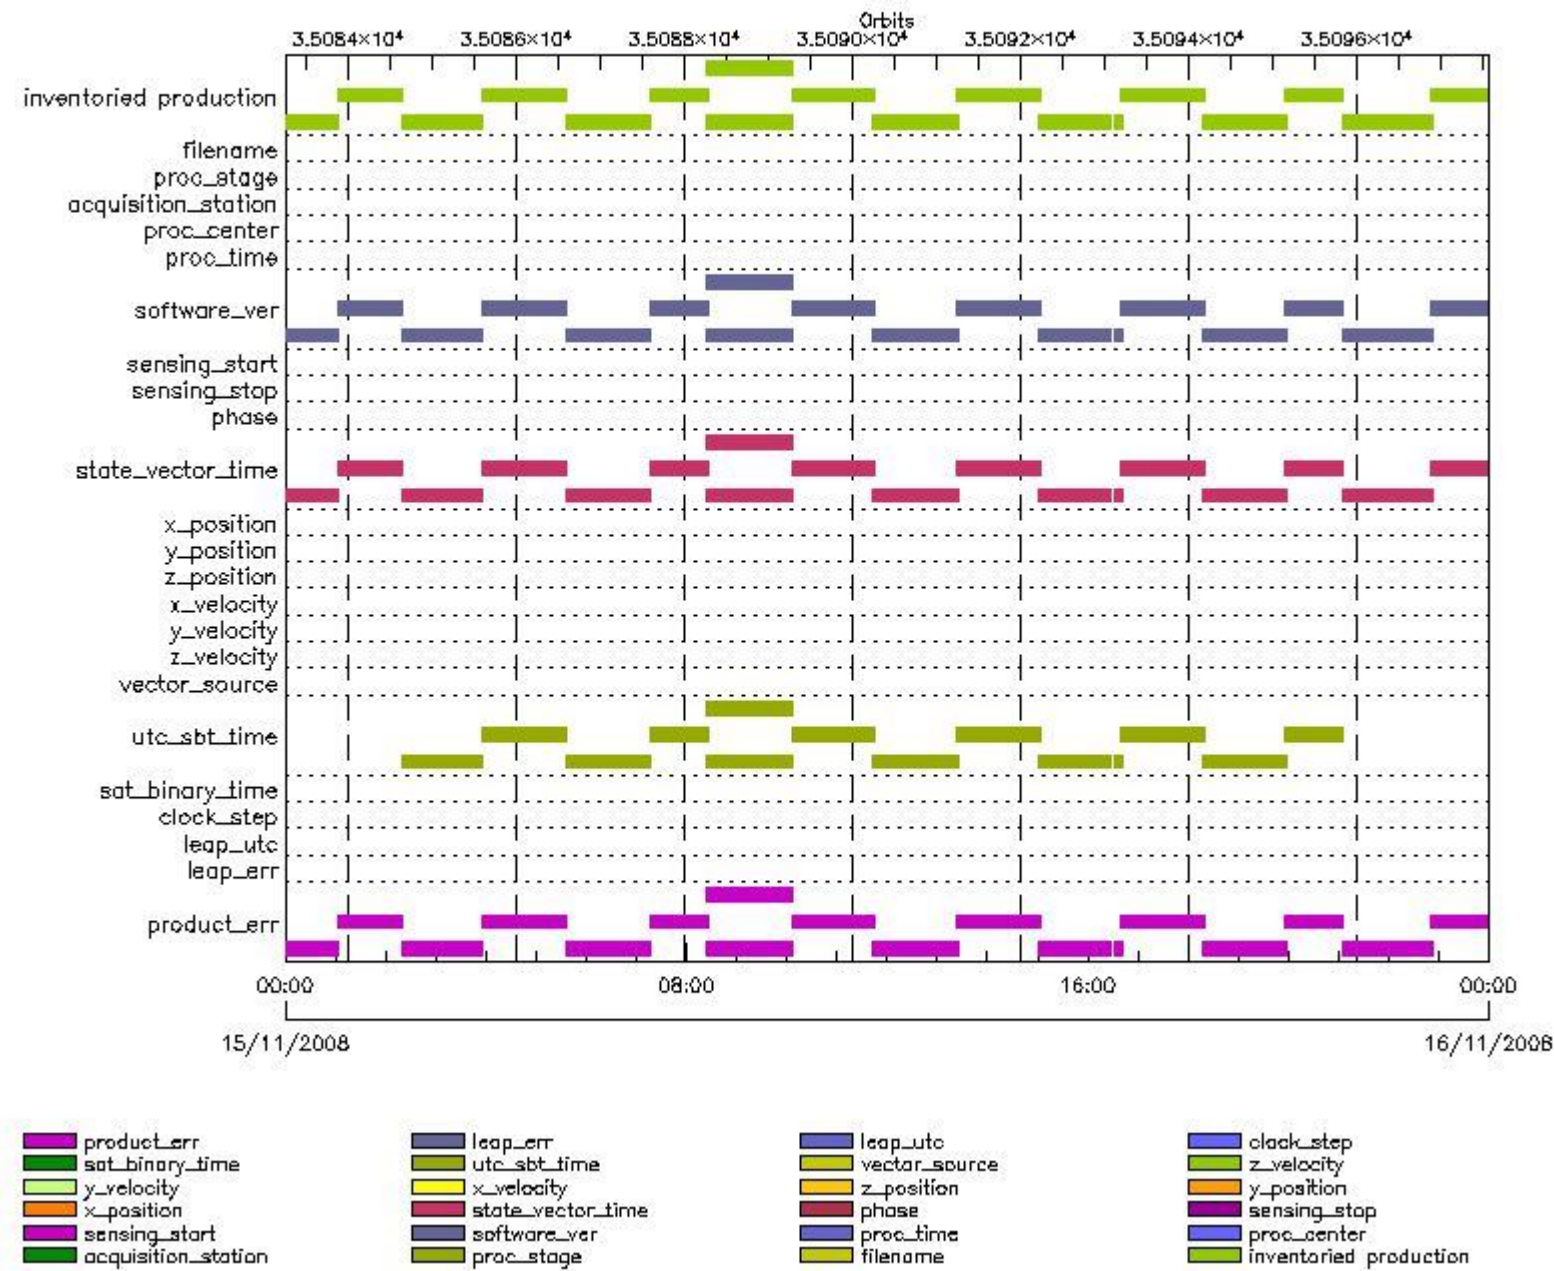 Orbits
3.5084×10⁴ 3.5086×10⁴ 3.5088×10⁴ 3.5090×10⁴ 3.5092×10⁴ 3.5094×10⁴ 3.5096×10⁴
inventoried production
filename
proc_stage
acquisition_station
proc_center
proc_time
software_ver
sensing_start
sensing_stop
phase
state_vector_time
x_position
y_position
z_position
x_velocity
y_velocity
z_velocity
vector_source
utc_sbt_time
sat_binary_time
clock_step
leap_utc
leap_err
product_err
00:00 08:00 16:00 00:00
15/11/2008 16/11/2008
product_err leap_err leap_utc clock_step
sat_binary_time utc_sbt_time vector_source z_velocity
y_velocity x_velocity z_position y_position
x_position state_vector_time phase sensing_stop
sensing_start software_ver proc_time proc_center
acquisition_station proc_stage filename inventoried production